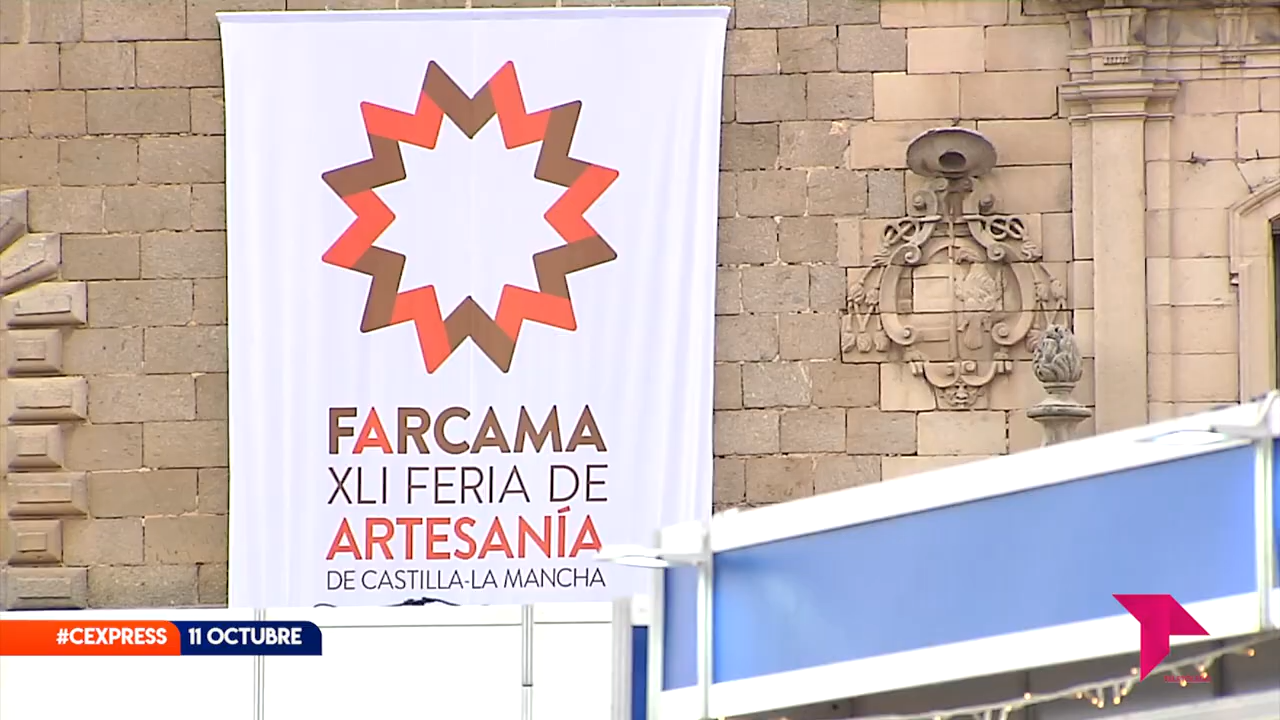 FARCAMA
XLI FERIA DE
ARTESANÍA
DE CASTILLA-LA MANCHA
#CEXPRESS 11 OCTUBRE